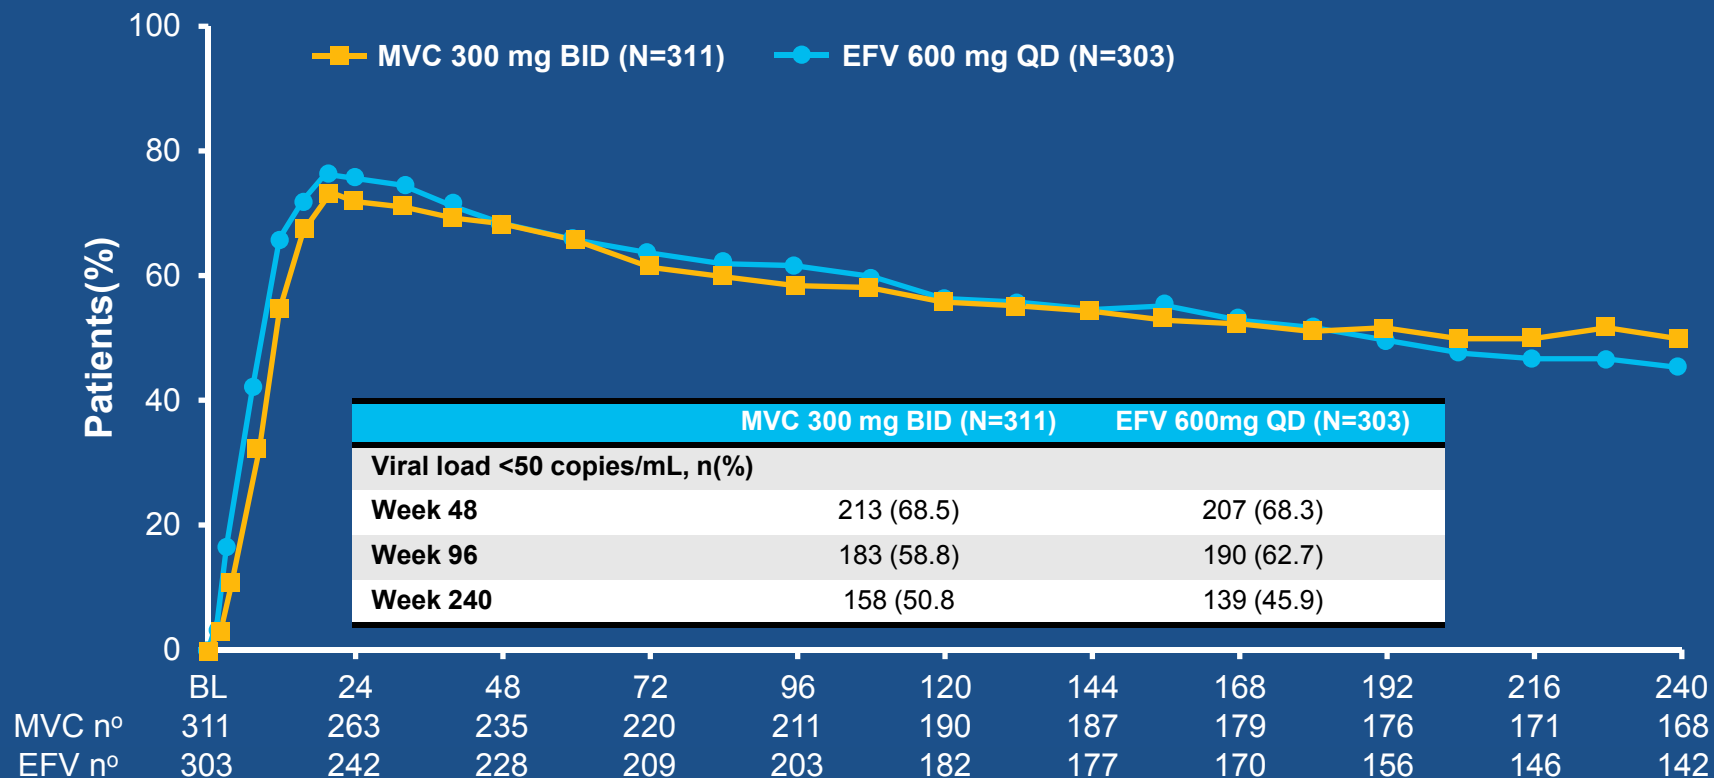 100
80
60
40
20
0
Patients(%)
MVC 300 mg BID (N=311) EFV 600 mg QD (N=303)
MVC 300 mg BID (N=311) EFV 600mg QD (N=303)
Viral load <50 copies/mL, n(%)
Week 48 213 (68.5) 207 (68.3)
Week 96 183 (58.8) 190 (62.7)
Week 240 158 (50.8 139 (45.9)
BL 24 48 72 96 120 144 168 192 216 240
MVC nº 311 263 235 220 211 190 187 179 176 171 168
EFV nº 303 242 228 209 203 182 177 170 156 146 142